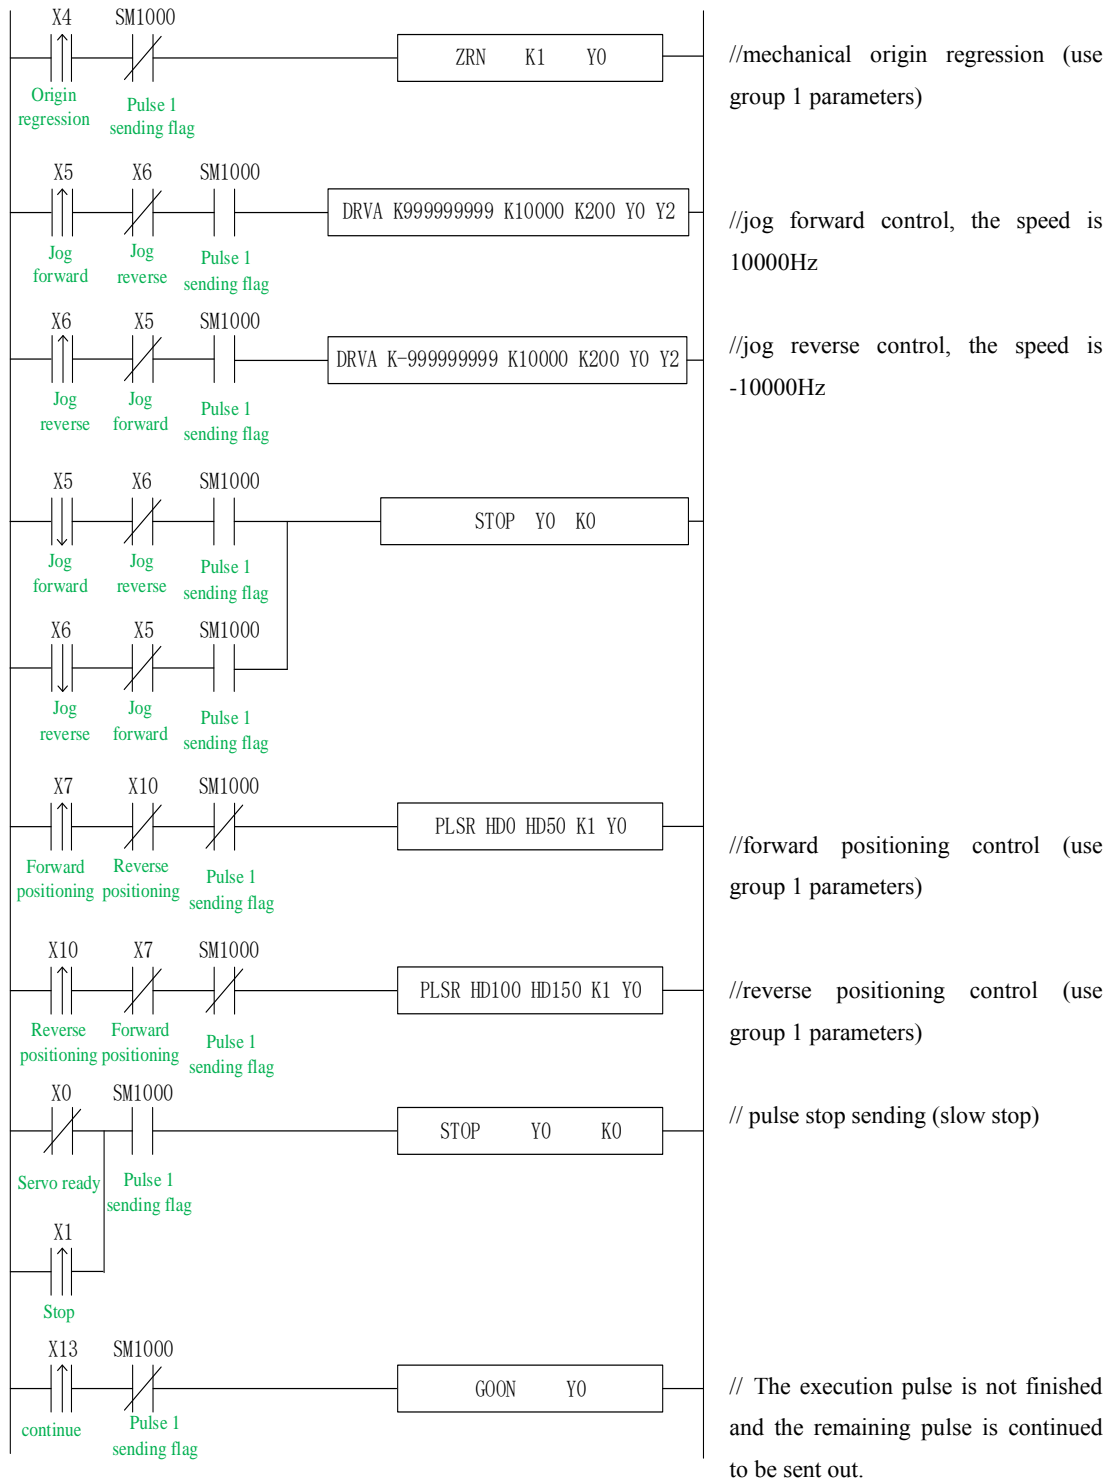 X4 SM1000
ZRN K1 Y0
Origin
regression
Pulse 1
sending flag
//mechanical origin regression (use
group 1 parameters)
X5 X6 SM1000
DRVA K999999999 K10000 K200 Y0 Y2
Jog
forward
Jog
reverse
Pulse 1
sending flag
//jog forward control, the speed is
10000Hz
X6 X5 SM1000
DRVA K-999999999 K10000 K200 Y0 Y2
Jog
reverse
Jog
forward
Pulse 1
sending flag
//jog reverse control, the speed is
-10000Hz
X5 X6 SM1000
STOP Y0 K0
Jog
forward
Jog
reverse
Pulse 1
sending flag
X6 X5 SM1000
Jog
reverse
Jog
forward
Pulse 1
sending flag
X7 X10 SM1000
PLSR HD0 HD50 K1 Y0
Forward
positioning
Reverse
positioning
Pulse 1
sending flag
//forward positioning control (use
group 1 parameters)
X10 X7 SM1000
PLSR HD100 HD150 K1 Y0
Reverse
positioning
Forward
positioning
Pulse 1
sending flag
//reverse positioning control (use
group 1 parameters)
X0 SM1000
STOP Y0 K0
Servo ready
Pulse 1
sending flag
// pulse stop sending (slow stop)
X1
Stop
X13 SM1000
GOON Y0
continue
Pulse 1
sending flag
// The execution pulse is not finished
and the remaining pulse is continued
to be sent out.